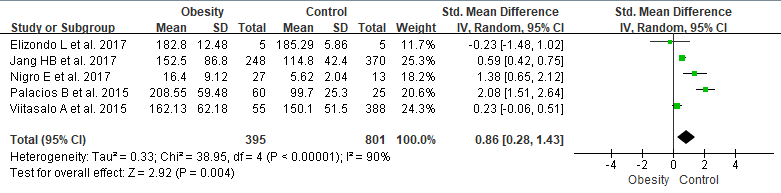 Obesity Control Std. Mean Difference Std. Mean Difference
Study or Subgroup Mean SD Total Mean SD Total Weight IV, Random, 95% CI IV, Random, 95% CI
Elizondo L et al. 2017 182.8 12.48 5 185.29 5.86 5 11.7% -0.23 [-1.48, 1.02]
Jang HB et al. 2017 152.5 86.8 248 114.8 42.4 370 25.0% 0.59 [0.42, 0.75]
Nigro E et al. 2017 16.4 9.12 27 5.62 2.04 13 18.2% 1.38 [0.65, 2.12]
Palacios B et al. 2015 208.55 59.48 60 99.7 25.3 25 20.6% 2.08 [1.51, 2.64]
Viitasalo A et al. 2015 162.13 62.18 55 150.1 51.5 388 24.3% 0.23 [-0.06, 0.51]
Total (95% CI) 395 801 100.0% 0.86 [0.28, 1.43]
Heterogeneity: Tau² = 0.33; Chi² = 38.95, df = 4 (P < 0.00001); I² = 90%
Test for overall effect: Z = 2.92 (P = 0.004)
-4 -2 0 2 4
Obesity Control